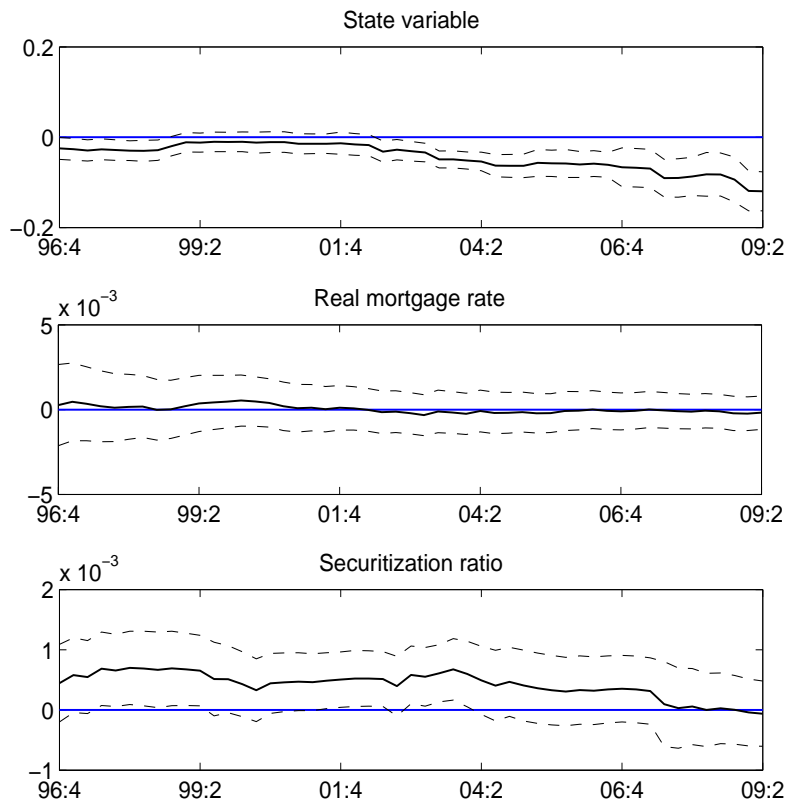 State variable
0.2
0
−0.2
96:4 99:2 01:4 04:2 06:4 09:2
Real mortgage rate
x 10−3
5
0
−5
96:4 99:2 01:4 04:2 06:4 09:2
Securitization ratio
x 10−3
2
1
0
−1
96:4 99:2 01:4 04:2 06:4 09:2